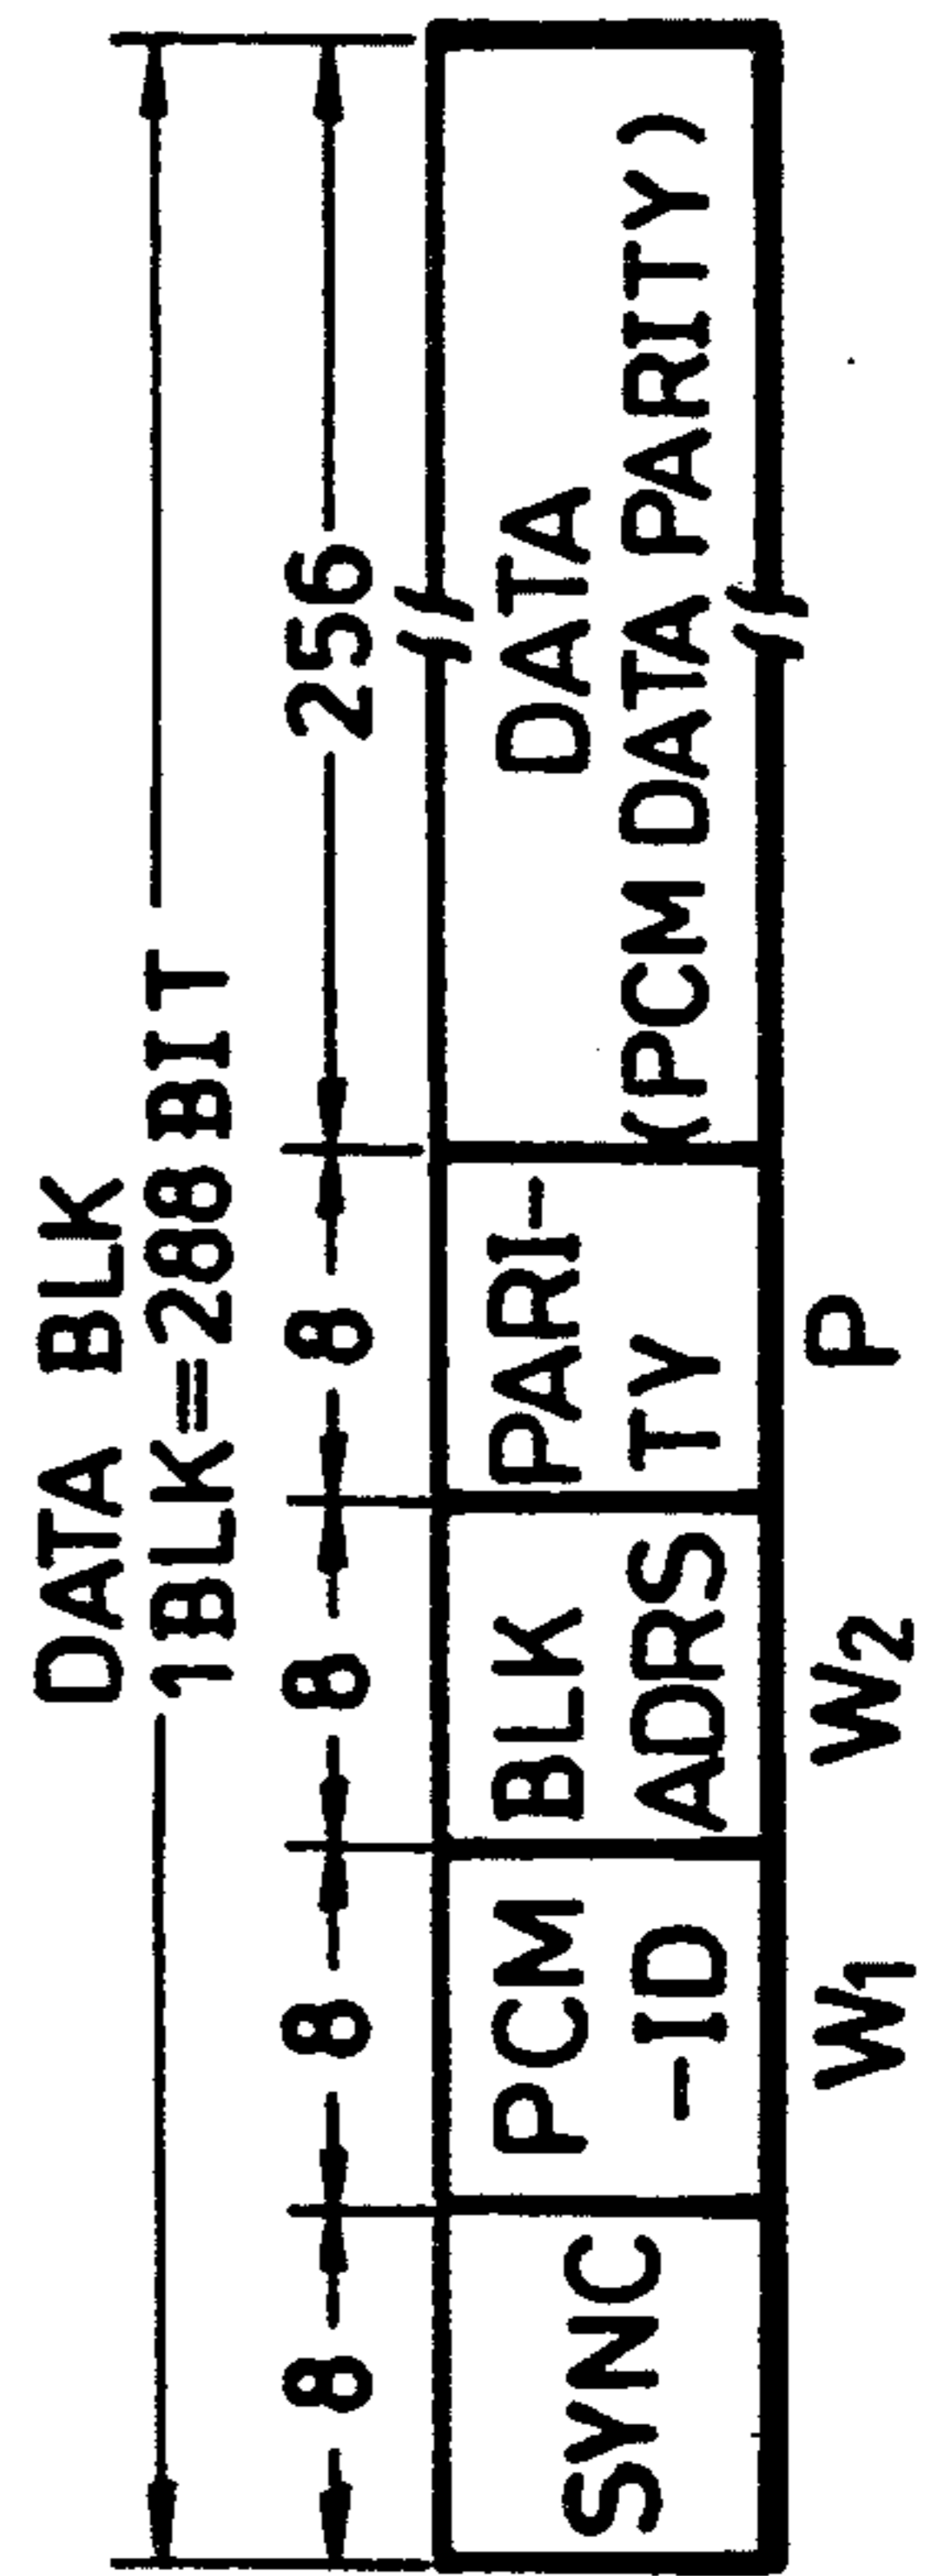 DATA BLK
1BLK=288 BIT
8 8 8 8 256
SYNC
PCM
-ID
BLK
ADRS
PARI-
TY
DATA
(PCM DATA PARITY)
W1 W2 P